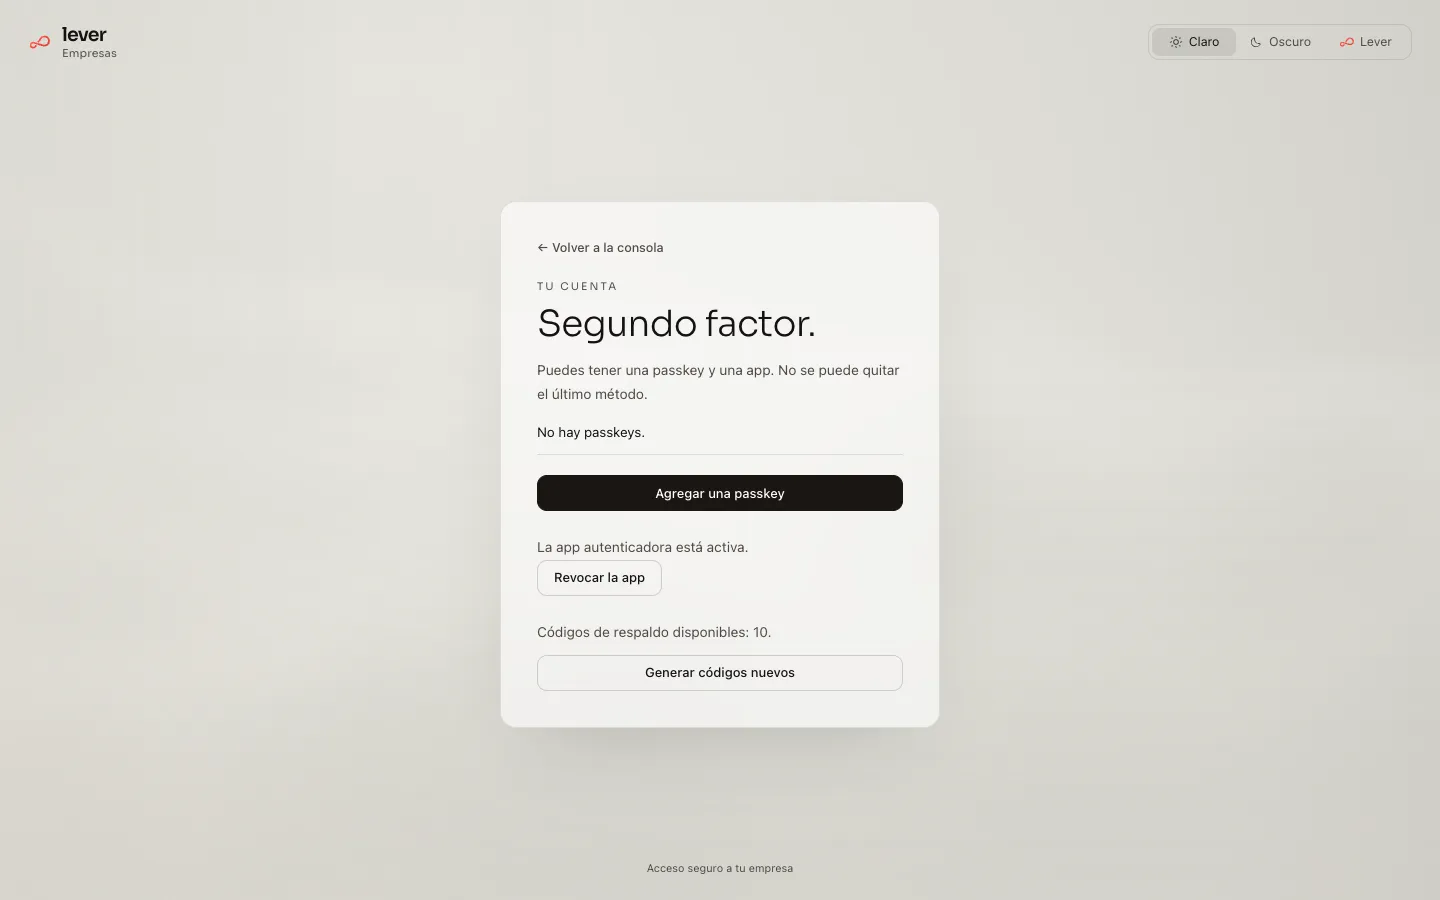 lever
Empresas
Claro
Oscuro
Lever
← Volver a la consola
TU CUENTA
Segundo factor.
Puedes tener una passkey y una app. No se puede quitar
el último método.
No hay passkeys.
Agregar una passkey
La app autenticadora está activa.
Revocar la app
Códigos de respaldo disponibles: 10.
Generar códigos nuevos
Acceso seguro a tu empresa